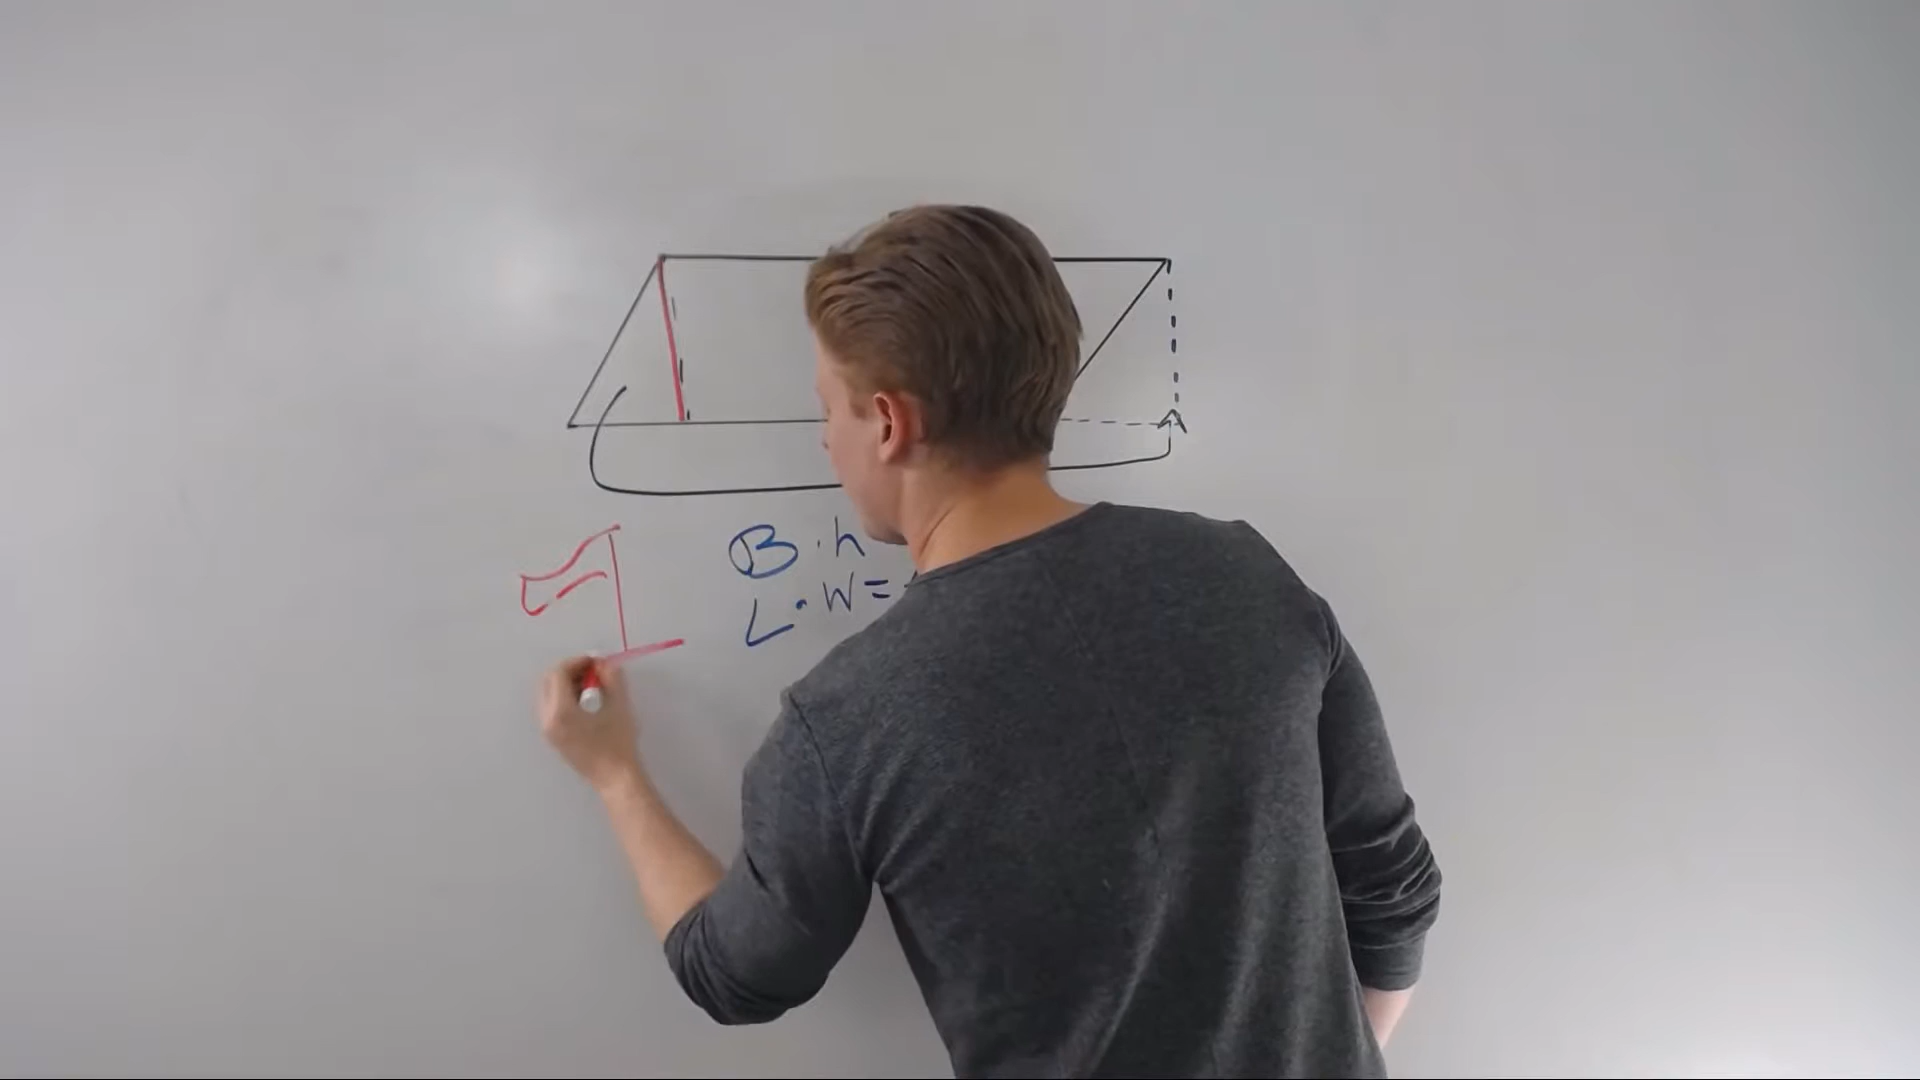 B · h
L · W =